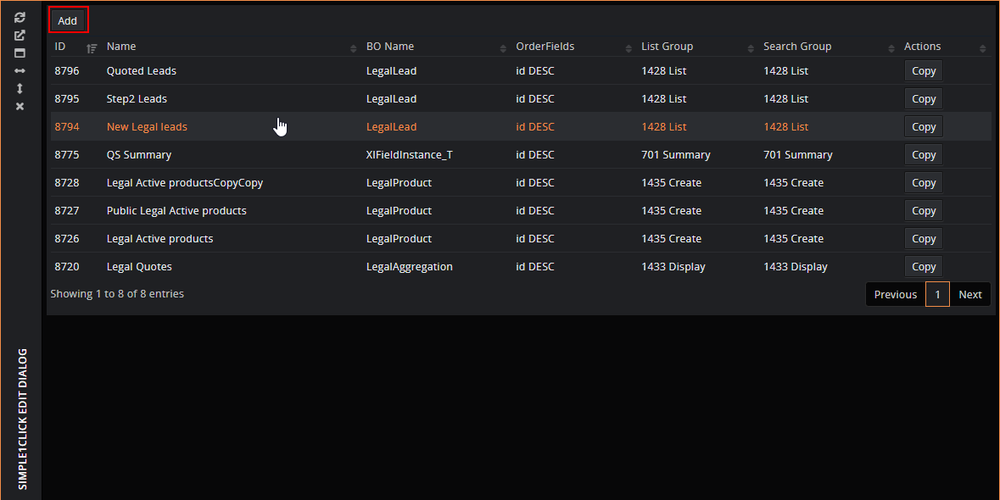 Add
ID Name BO Name OrderFields List Group Search Group Actions
8796 Quoted Leads LegalLead id DESC 1428 List 1428 List Copy
8795 Step2 Leads LegalLead id DESC 1428 List 1428 List Copy
8794 New Legal leads LegalLead id DESC 1428 List 1428 List Copy
8775 QS Summary XIFieldInstance_T id DESC 701 Summary 701 Summary Copy
8728 Legal Active productsCopyCopy LegalProduct id DESC 1435 Create 1435 Create Copy
8727 Public Legal Active products LegalProduct id DESC 1435 Create 1435 Create Copy
8726 Legal Active products LegalProduct id DESC 1435 Create 1435 Create Copy
8720 Legal Quotes LegalAggregation id DESC 1433 Display 1433 Display Copy
Showing 1 to 8 of 8 entries Previous 1 Next
SIMPLE1CLICK EDIT DIALOG